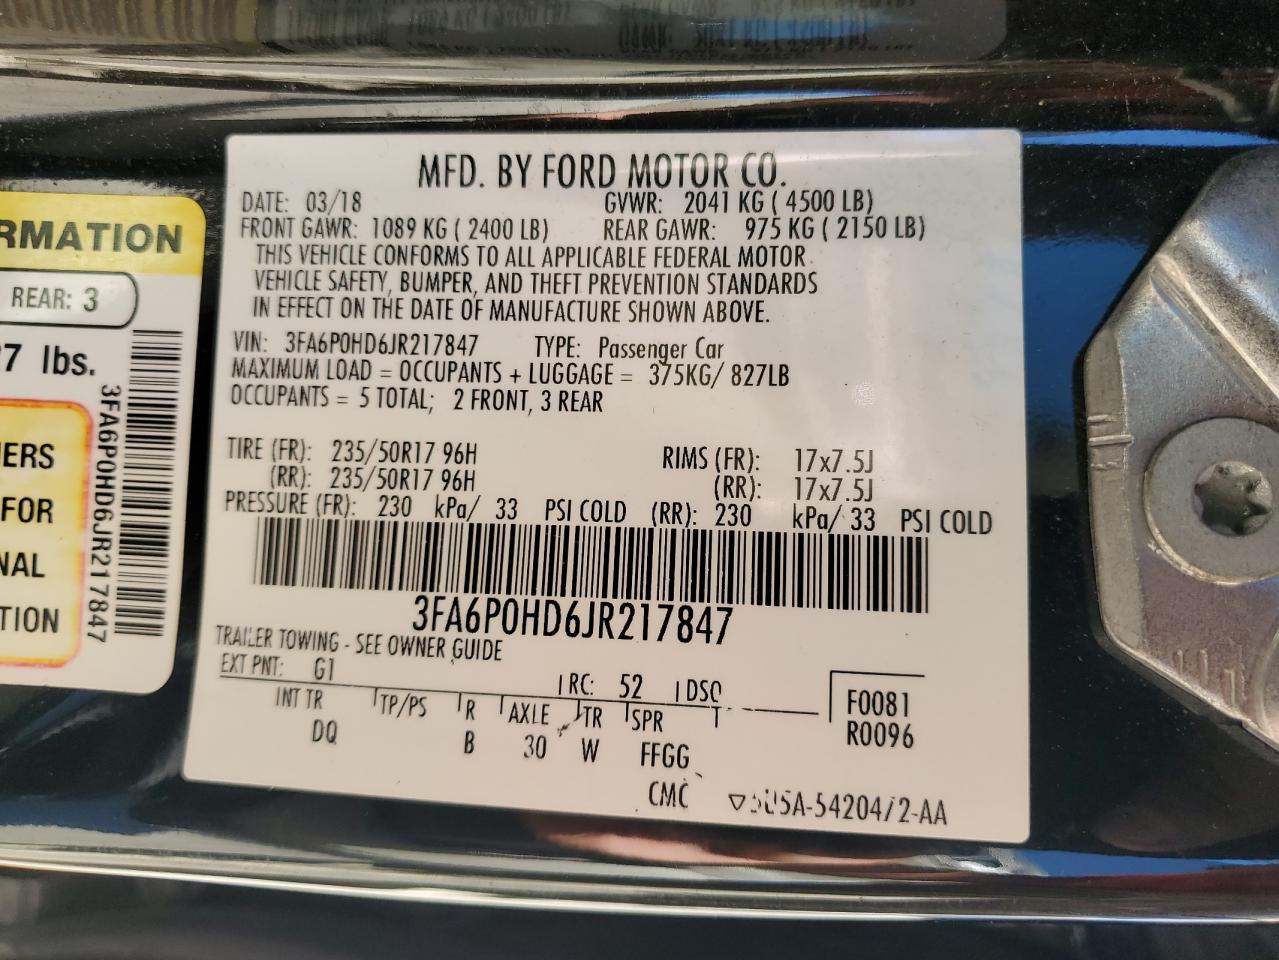 MFD. BY FORD MOTOR CO.
DATE: 03/18 GVWR: 2041 KG ( 4500 LB)
FRONT GAWR: 1089 KG ( 2400 LB) REAR GAWR: 975 KG ( 2150 LB)
THIS VEHICLE CONFORMS TO ALL APPLICABLE FEDERAL MOTOR
VEHICLE SAFETY, BUMPER, AND THEFT PREVENTION STANDARDS
IN EFFECT ON THE DATE OF MANUFACTURE SHOWN ABOVE.
VIN: 3FA6P0HD6JR217847 TYPE: Passenger Car
MAXIMUM LOAD = OCCUPANTS + LUGGAGE = 375KG/ 827LB
OCCUPANTS = 5 TOTAL; 2 FRONT, 3 REAR
TIRE (FR): 235/50R17 96H RIMS (FR): 17x7.5J
(RR): 235/50R17 96H (RR): 17x7.5J
PRESSURE (FR): 230 kPa/ 33 PSI COLD (RR): 230 kPa/ 33 PSI COLD
3FA6P0HD6JR217847
TRAILER TOWING - SEE OWNER GUIDE
EXT PNT: G1 RC: 52 DSO
INT TR TP/PS R AXLE TR SPR F0081
DQ B 30 W FFGG R0096
CMC
RMATION
REAR: 3
7 lbs.
3FA6P0HD6JR217847
ERS
FOR
NAL
TION